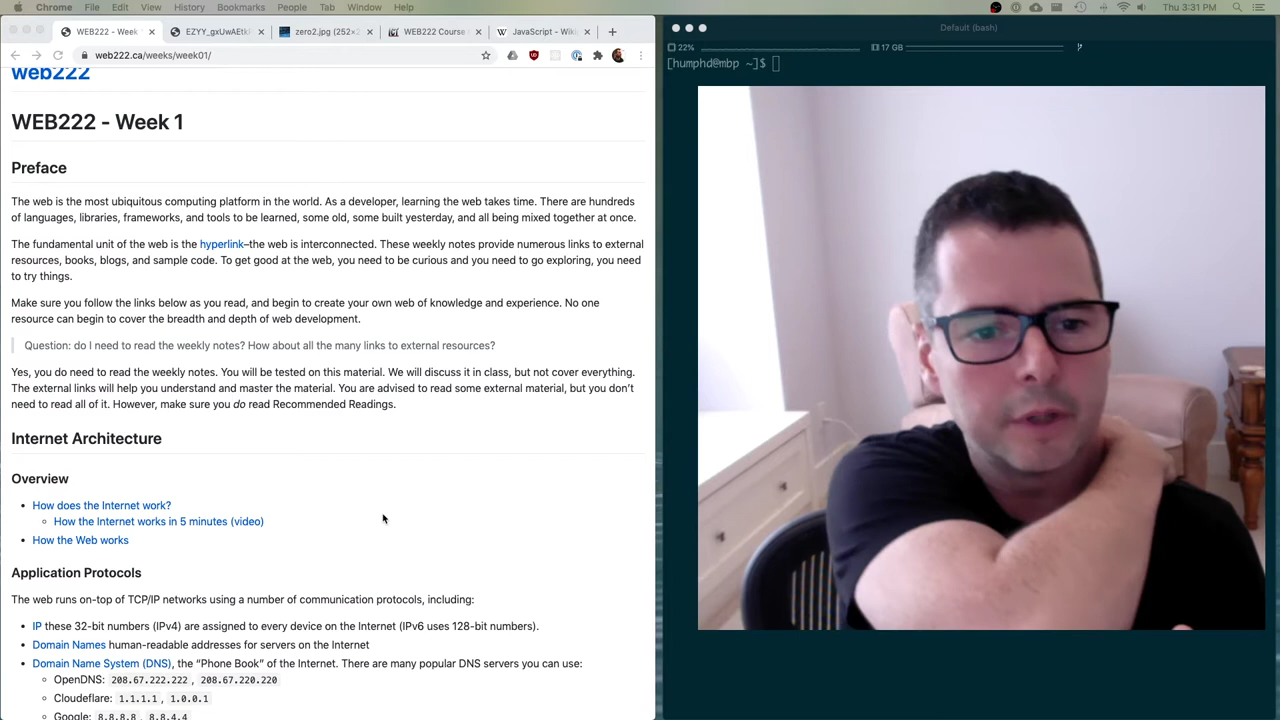 Chrome File Edit View History Bookmarks People Tab Window Help Thu 3:31 PM
WEB222 - Week
EZYY_gxUwAEtk
zero2.jpg (252×2
WEB222 Course
JavaScript - Wik
Default (bash)
web222.ca/weeks/week01/
22% 17 GB
[humphd@mbp ~]$
web222
WEB222 - Week 1
Preface
The web is the most ubiquitous computing platform in the world. As a developer, learning the web takes time. There are hundreds
of languages, libraries, frameworks, and tools to be learned, some old, some built yesterday, and all being mixed together at once.
The fundamental unit of the web is the hyperlink–the web is interconnected. These weekly notes provide numerous links to external
resources, books, blogs, and sample code. To get good at the web, you need to be curious and you need to go exploring, you need
to try things.
Make sure you follow the links below as you read, and begin to create your own web of knowledge and experience. No one
resource can begin to cover the breadth and depth of web development.
Question: do I need to read the weekly notes? How about all the many links to external resources?
Yes, you do need to read the weekly notes. You will be tested on this material. We will discuss it in class, but not cover everything.
The external links will help you understand and master the material. You are advised to read some external material, but you don’t
need to read all of it. However, make sure you do read Recommended Readings.
Internet Architecture
Overview
How does the Internet work?
How the Internet works in 5 minutes (video)
How the Web works
Application Protocols
The web runs on-top of TCP/IP networks using a number of communication protocols, including:
IP these 32-bit numbers (IPv4) are assigned to every device on the Internet (IPv6 uses 128-bit numbers).
Domain Names human-readable addresses for servers on the Internet
Domain Name System (DNS), the “Phone Book” of the Internet. There are many popular DNS servers you can use:
OpenDNS: 208.67.222.222 , 208.67.220.220
Cloudflare: 1.1.1.1 , 1.0.0.1
Google: 8.8.8.8 , 8.8.4.4